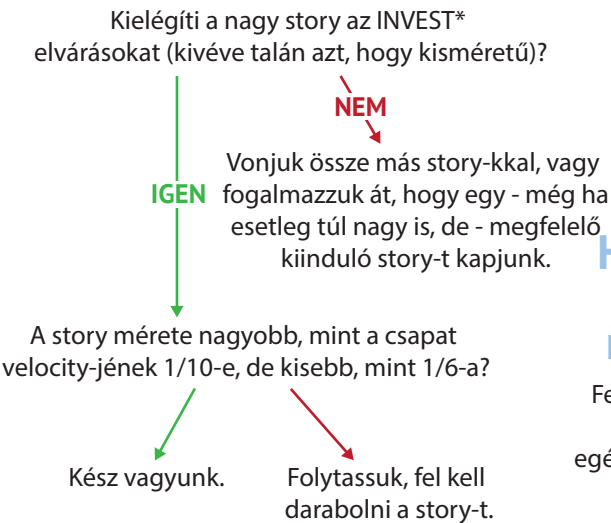 Kielégíti a nagy story az INVEST*
elvárásokat (kivéve talán azt, hogy kisméretű)?
NEM
Vonjuk össze más story-kkal, vagy
IGEN
fogalmazzuk át, hogy egy - még ha
esetleg túl nagy is, de - megfelelő
kiinduló story-t kapjunk.
A story mérete nagyobb, mint a csapat
velocity-jének 1/10-e, de kisebb, mint 1/6-a?
Fe
egé
Kész vagyunk.
Folytassuk, fel kell
darabolni a story-t.